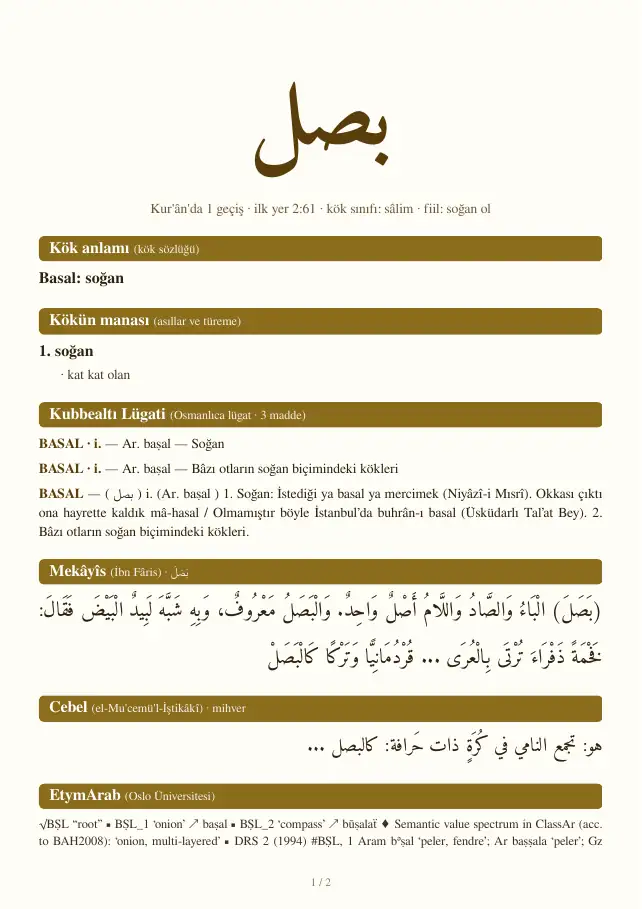 بصل
Kur'ân'da 1 geçiş · ilk yer 2:61 · kök sınıfı: sâlim · fiil: soğan ol
Kök anlamı (kök sözlüğü)
Basal: soğan
Kökün manası (asıllar ve türeme)
1. soğan
· kat kat olan
Kubbealtı Lügati (Osmanlıca lügat · 3 madde)
BASAL · i. — Ar. baṣal — Soğan
BASAL · i. — Ar. baṣal — Bâzı otların soğan biçimindeki kökleri
BASAL — ( بصل ) i. (Ar. baṣal ) 1. Soğan: İstediği ya basal ya mercimek (Niyâzî-i Mısrî). Okkası çıktı
ona hayrette kaldık mâ-hasal / Olmamıştır böyle İstanbul'da buhrân-ı basal (Üsküdarlı Tal'at Bey). 2.
Bâzı otların soğan biçimindeki kökleri.
Mekâyîs (İbn Fâris) · بَصَلَ
(بَصَلَ) الْبَاءُ وَالصَّادُ وَاللَّامُ أَصْلٌ وَاحِدٌ. وَالْبَصَلُ مَعْرُوفٌ، وَبِهِ شَبَّهَ لَبِيدٌ الْبَيْضَ فَقَالَ:
فَخْمَةً ذَفْرَاءَ تُرْتَى بِالْعُرَى ... قُرْدُمَانِيًّا وَتَرْكًا كَالْبَصَلْ
Cebel (el-Mu'cemü'l-İştikâkî) · mihver
هو: تجمع النامي في كُرَةٍ ذات حَرافة: كالبصل ...
EtymArab (Oslo Üniversitesi)
√BṢL “root” ▪ BṢL_1 ‘onion’ ↗ baṣal ▪ BṢL_2 ‘compass’ ↗ būṣalaẗ ♦ Semantic value spectrum in ClassAr (acc.
to BAH2008): ‘onion, multi-layered’ ▪ DRS 2 (1994) #BṢL, 1 Aram bᵊṣal ‘peler, fendre’; Ar baṣṣala ‘peler’; Gz
1 / 2